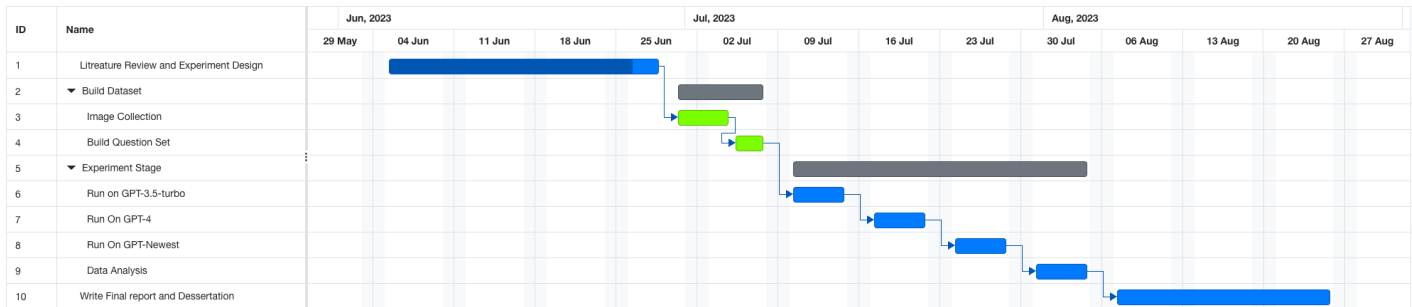 Jun, 2023 Jul, 2023 Aug, 2023
ID Name
29 May 04 Jun 11 Jun 18 Jun 25 Jun 02 Jul 09 Jul 16 Jul 23 Jul 30 Jul 06 Aug 13 Aug 20 Aug 27 Aug
1 Litreature Review and Experiment Design
2 Build Dataset
3 Image Collection
4 Build Question Set
5 Experiment Stage
6 Run on GPT-3.5-turbo
7 Run On GPT-4
8 Run On GPT-Newest
9 Data Analysis
10 Write Final report and Dessertation